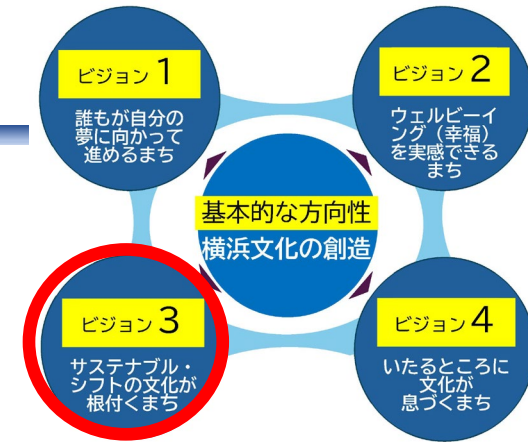 ビジョン 1
誰もが自分の
夢に向かって
進めるまち
ビジョン 2
ウェルビーイ
ング（幸福）
を実感できる
まち
基本的な方向性
横浜文化の創造
ビジョン 3
サステナブル・
シフトの文化が
根付くまち
ビジョン 4
いたるところに
文化が
息づくまち